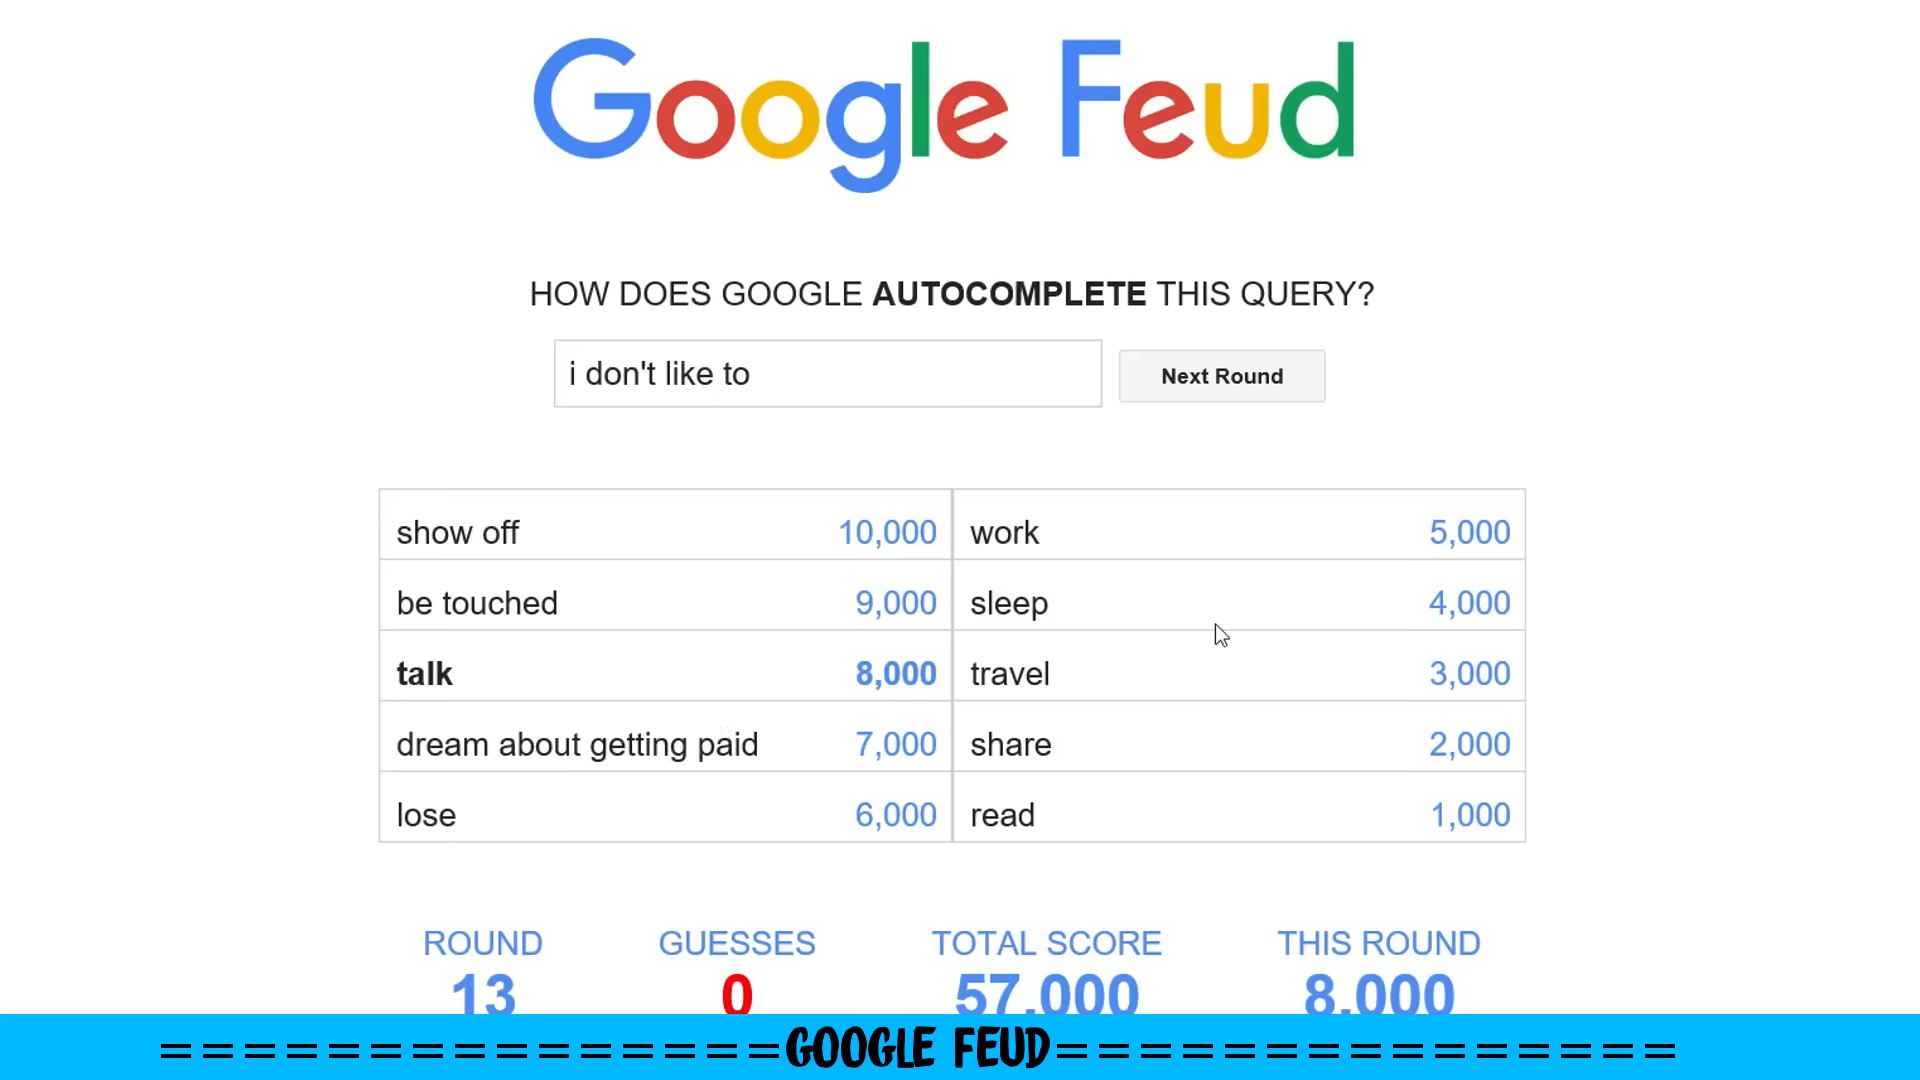 Google Feud
HOW DOES GOOGLE AUTOCOMPLETE THIS QUERY?
i don't like to
Next Round
show off 10,000
be touched 9,000
talk 8,000
dream about getting paid 7,000
lose 6,000
work 5,000
sleep 4,000
travel 3,000
share 2,000
read 1,000
ROUND
13
GUESSES
0
TOTAL SCORE
57,000
THIS ROUND
8,000
===============GOOGLE FEUD===============